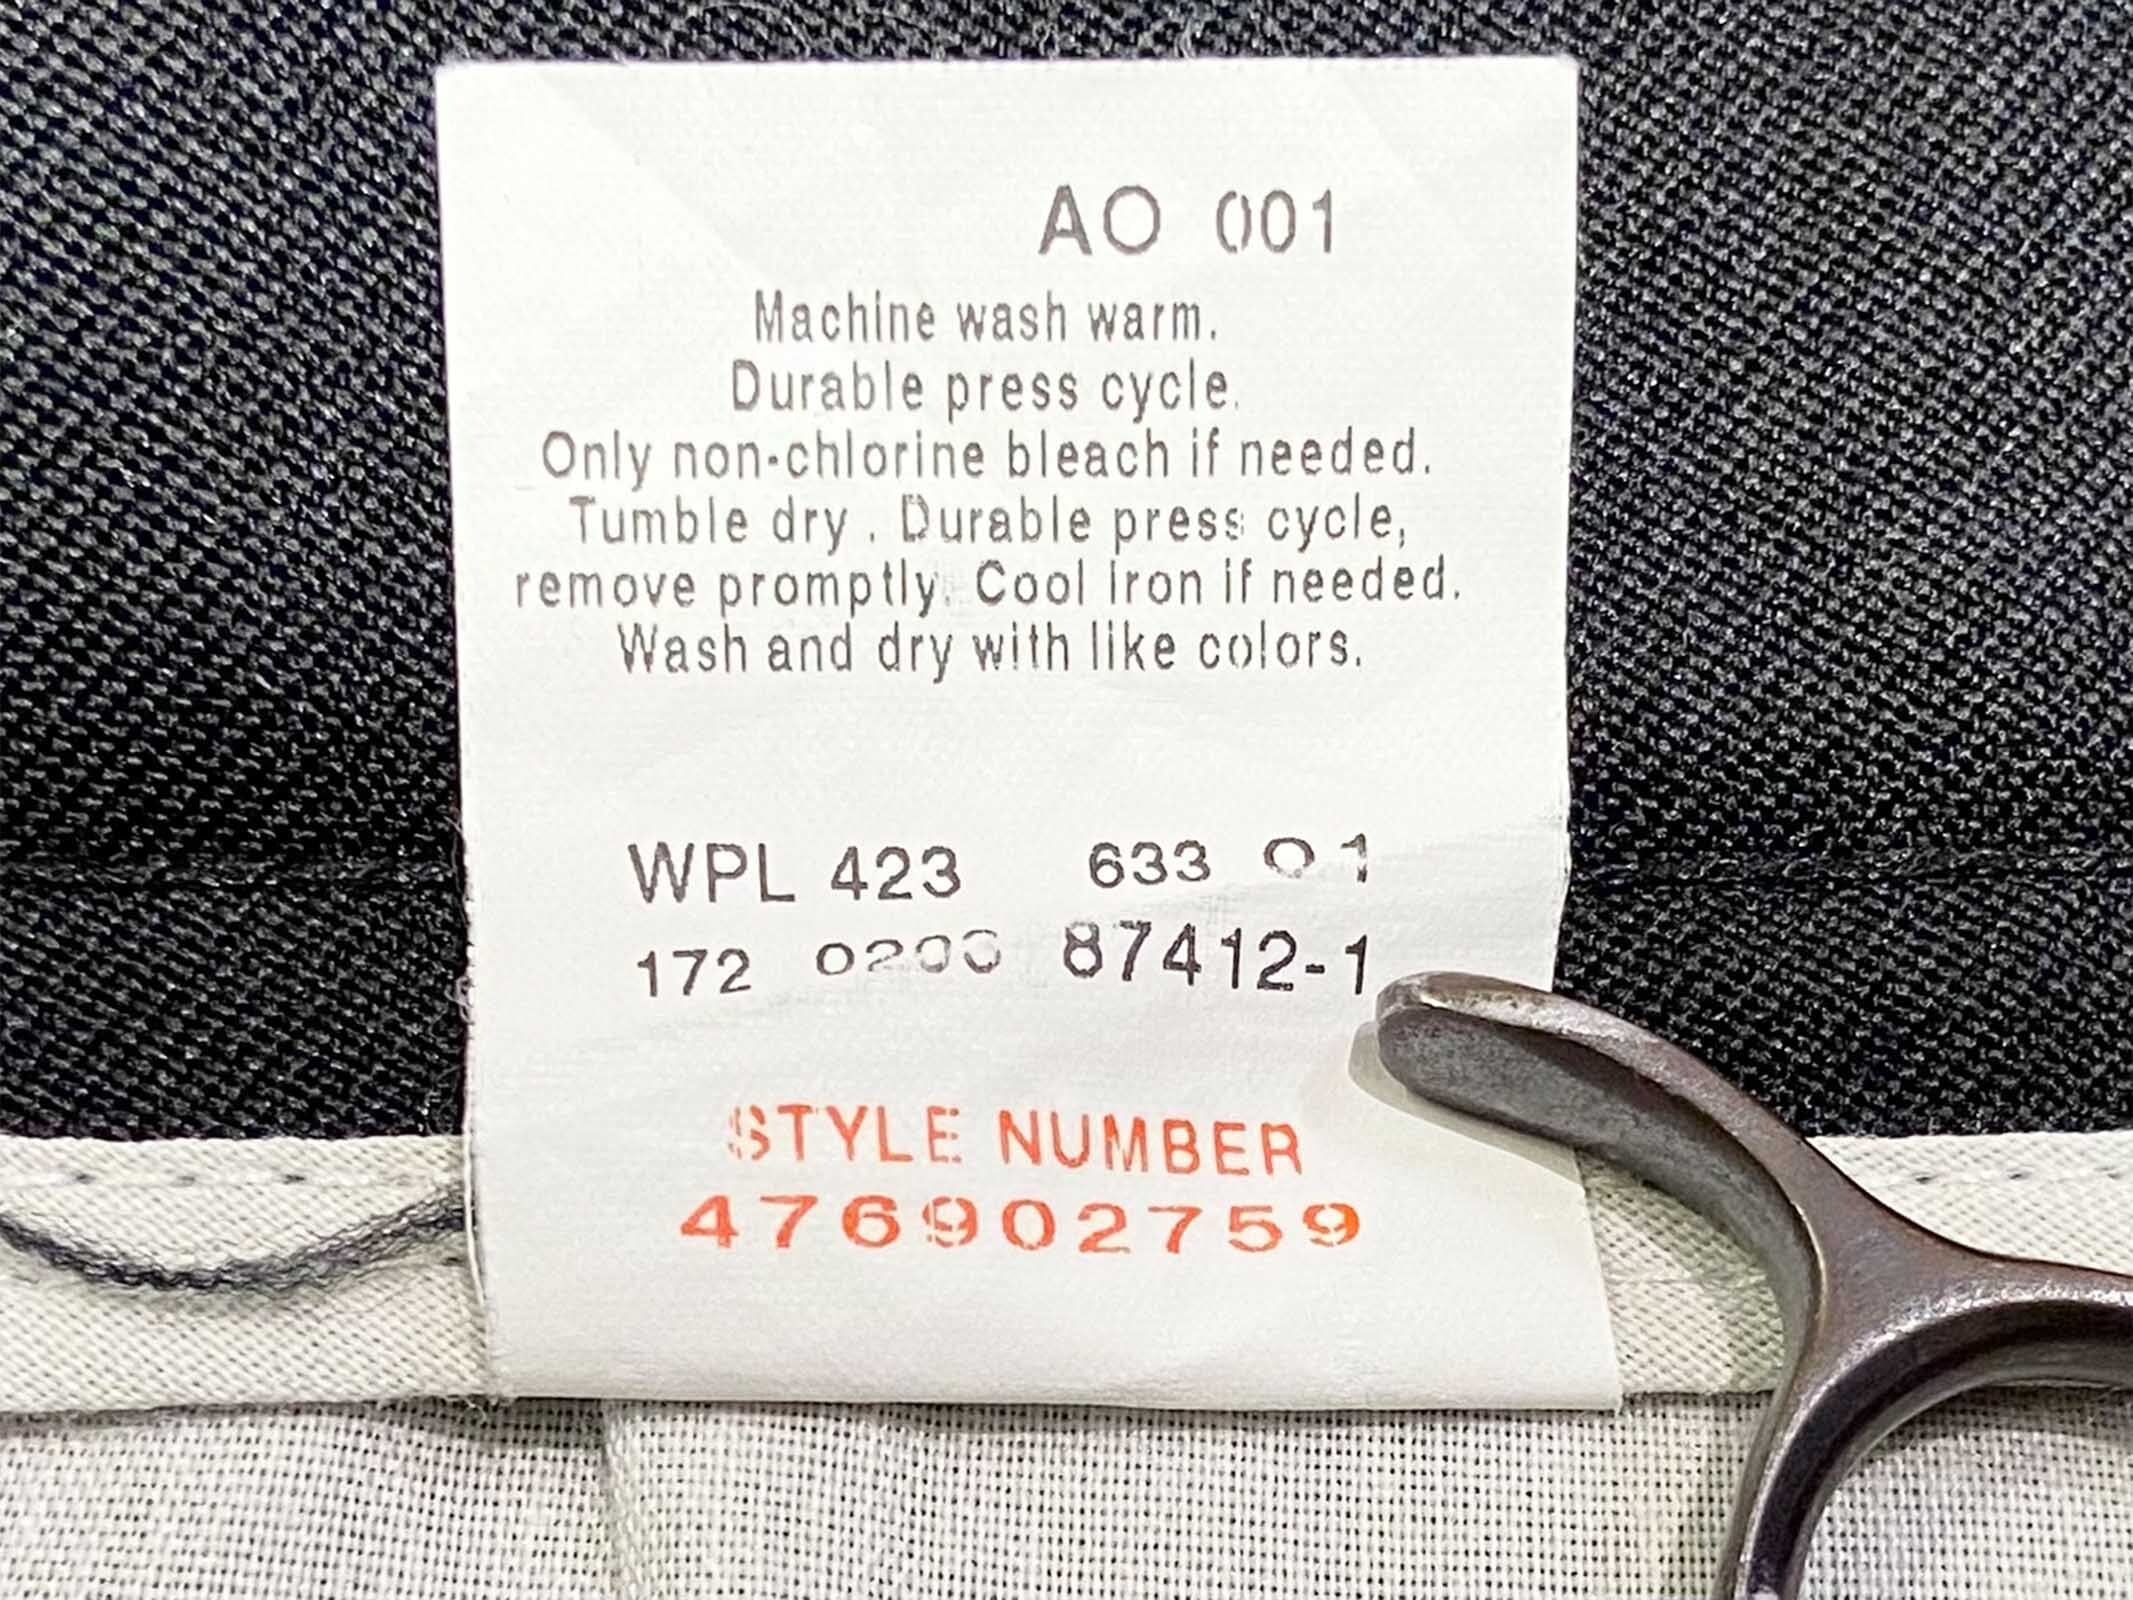 AO 001
Machine wash warm.
Durable press cycle.
Only non-chlorine bleach if needed.
Tumble dry . Durable press cycle,
remove promptly. Cool iron if needed.
Wash and dry with like colors.
WPL 423 633 01
172 87412-1
STYLE NUMBER
476902759